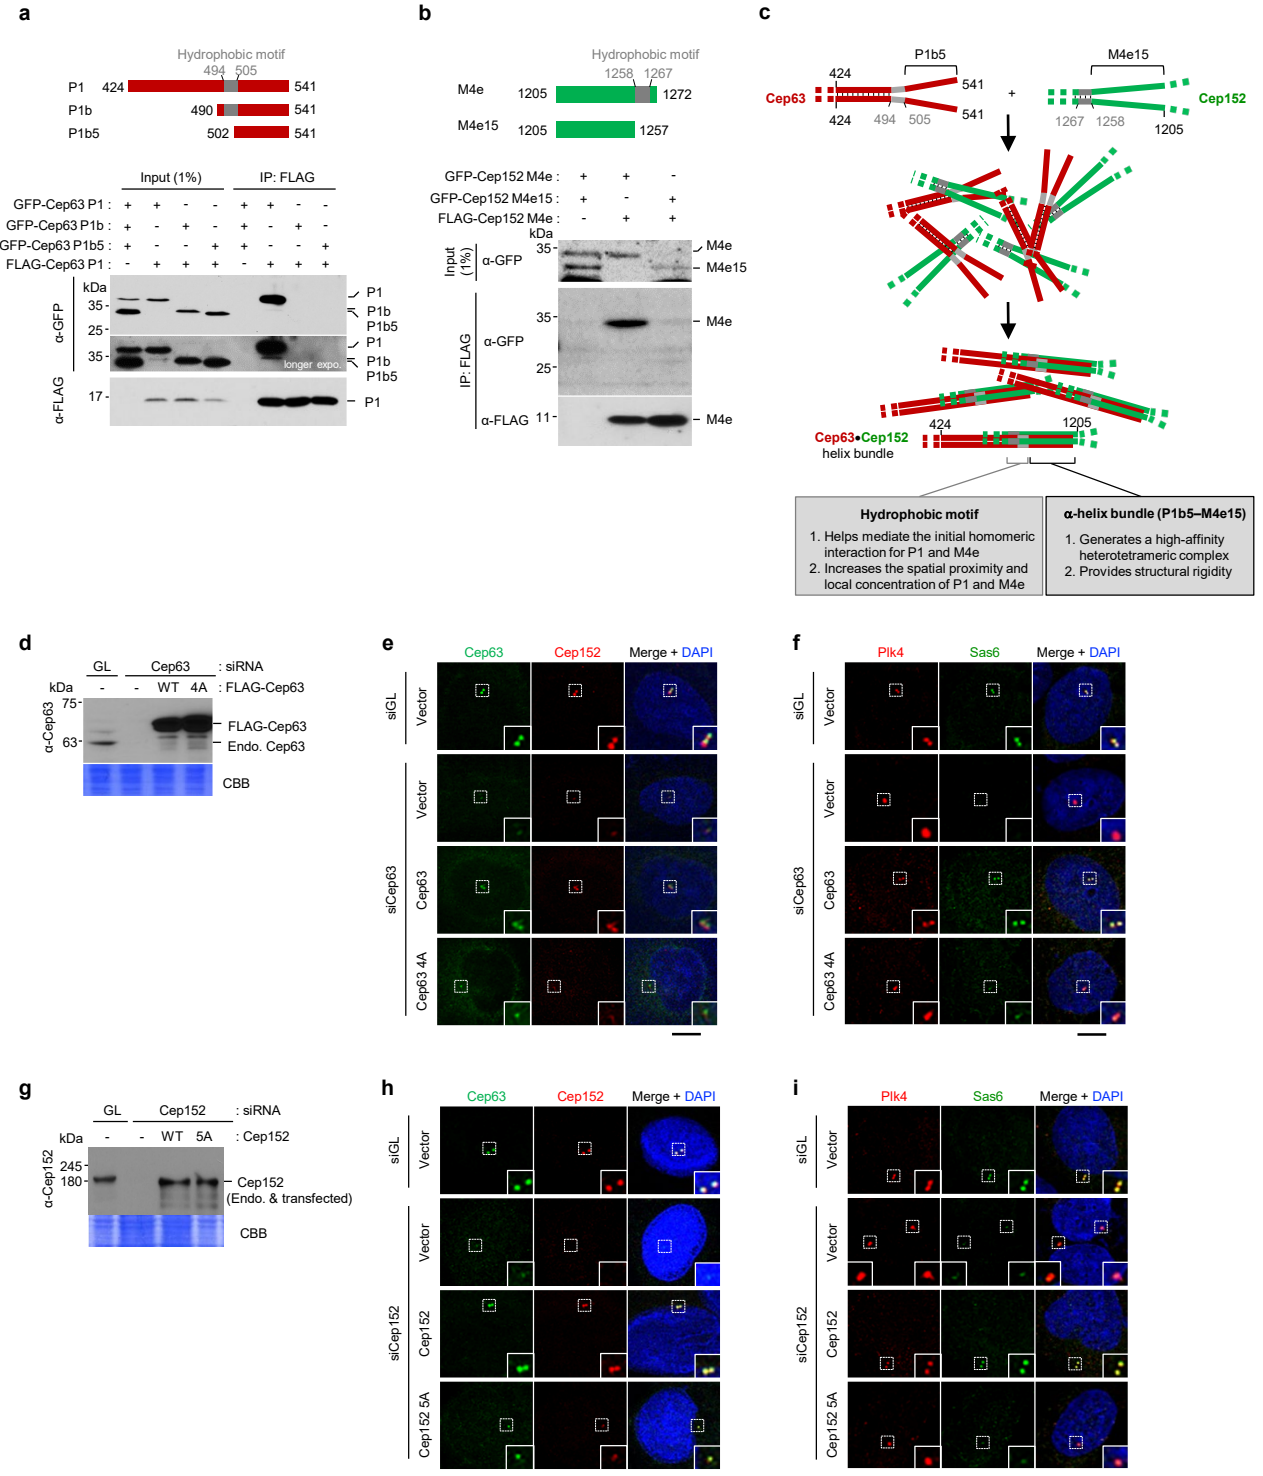 a
Hydrophobic motif
494 505
P1 424 541
P1b 490 541
P1b5 502 541
Input (1%) IP: FLAG
GFP-Cep63 P1 : + + - - + + - -
GFP-Cep63 P1b : + - + - + - + -
GFP-Cep63 P1b5 : + - - + + - - +
FLAG-Cep63 P1 : - + + + - + + +
kDa
α-GFP
35
25
P1
P1b
P1b5
35
longer expo.
P1
P1b
P1b5
α-FLAG
17
P1
b
Hydrophobic motif
1258 1267
M4e 1205 1272
M4e15 1205 1257
GFP-Cep152 M4e : + + -
GFP-Cep152 M4e15 : + - +
FLAG-Cep152 M4e : - + +
kDa
Input (1%)
α-GFP
35
M4e
M4e15
IP: FLAG
α-GFP
35
25
M4e
α-FLAG
11
M4e
c
P1b5 M4e15
424 541
Cep63 + Cep152
424 494 505 541
1267 1258 1205
424 1205
Cep63•Cep152
helix bundle
Hydrophobic motif
1. Helps mediate the initial homomeric
interaction for P1 and M4e
2. Increases the spatial proximity and
local concentration of P1 and M4e
α-helix bundle (P1b5–M4e15)
1. Generates a high-affinity
heterotetrameric complex
2. Provides structural rigidity
d
GL Cep63 : siRNA
kDa - - WT 4A : FLAG-Cep63
α-Cep63
75
63
FLAG-Cep63
Endo. Cep63
CBB
e
Cep63 Cep152 Merge + DAPI
siGL
Vector
siCep63
Vector
Cep63
Cep63 4A
f
Plk4 Sas6 Merge + DAPI
siGL
Vector
siCep63
Vector
Cep63
Cep63 4A
g
GL Cep152 : siRNA
kDa - - WT 5A : Cep152
α-Cep152
245
180
Cep152
(Endo. & transfected)
CBB
h
Cep63 Cep152 Merge + DAPI
siGL
Vector
siCep152
Vector
Cep152
Cep152 5A
i
Plk4 Sas6 Merge + DAPI
siGL
Vector
siCep152
Vector
Cep152
Cep152 5A